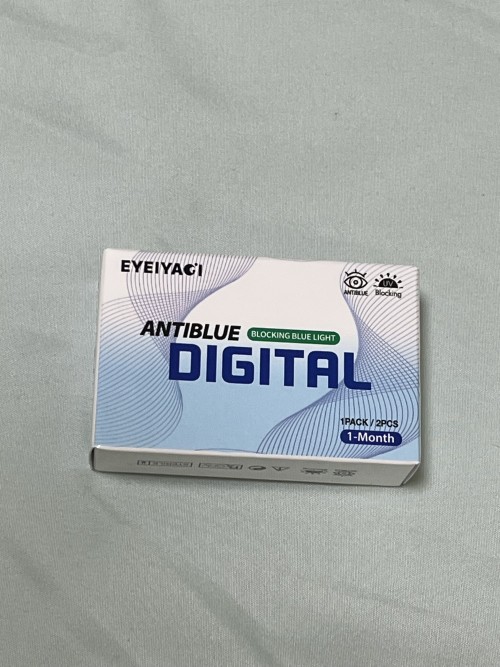 EYEIYAGI
ANTIBLUE
UV
Blocking
ANTIBLUE
BLOCKING BLUE LIGHT
DIGITAL
1PACK / 2PCS
1-Month